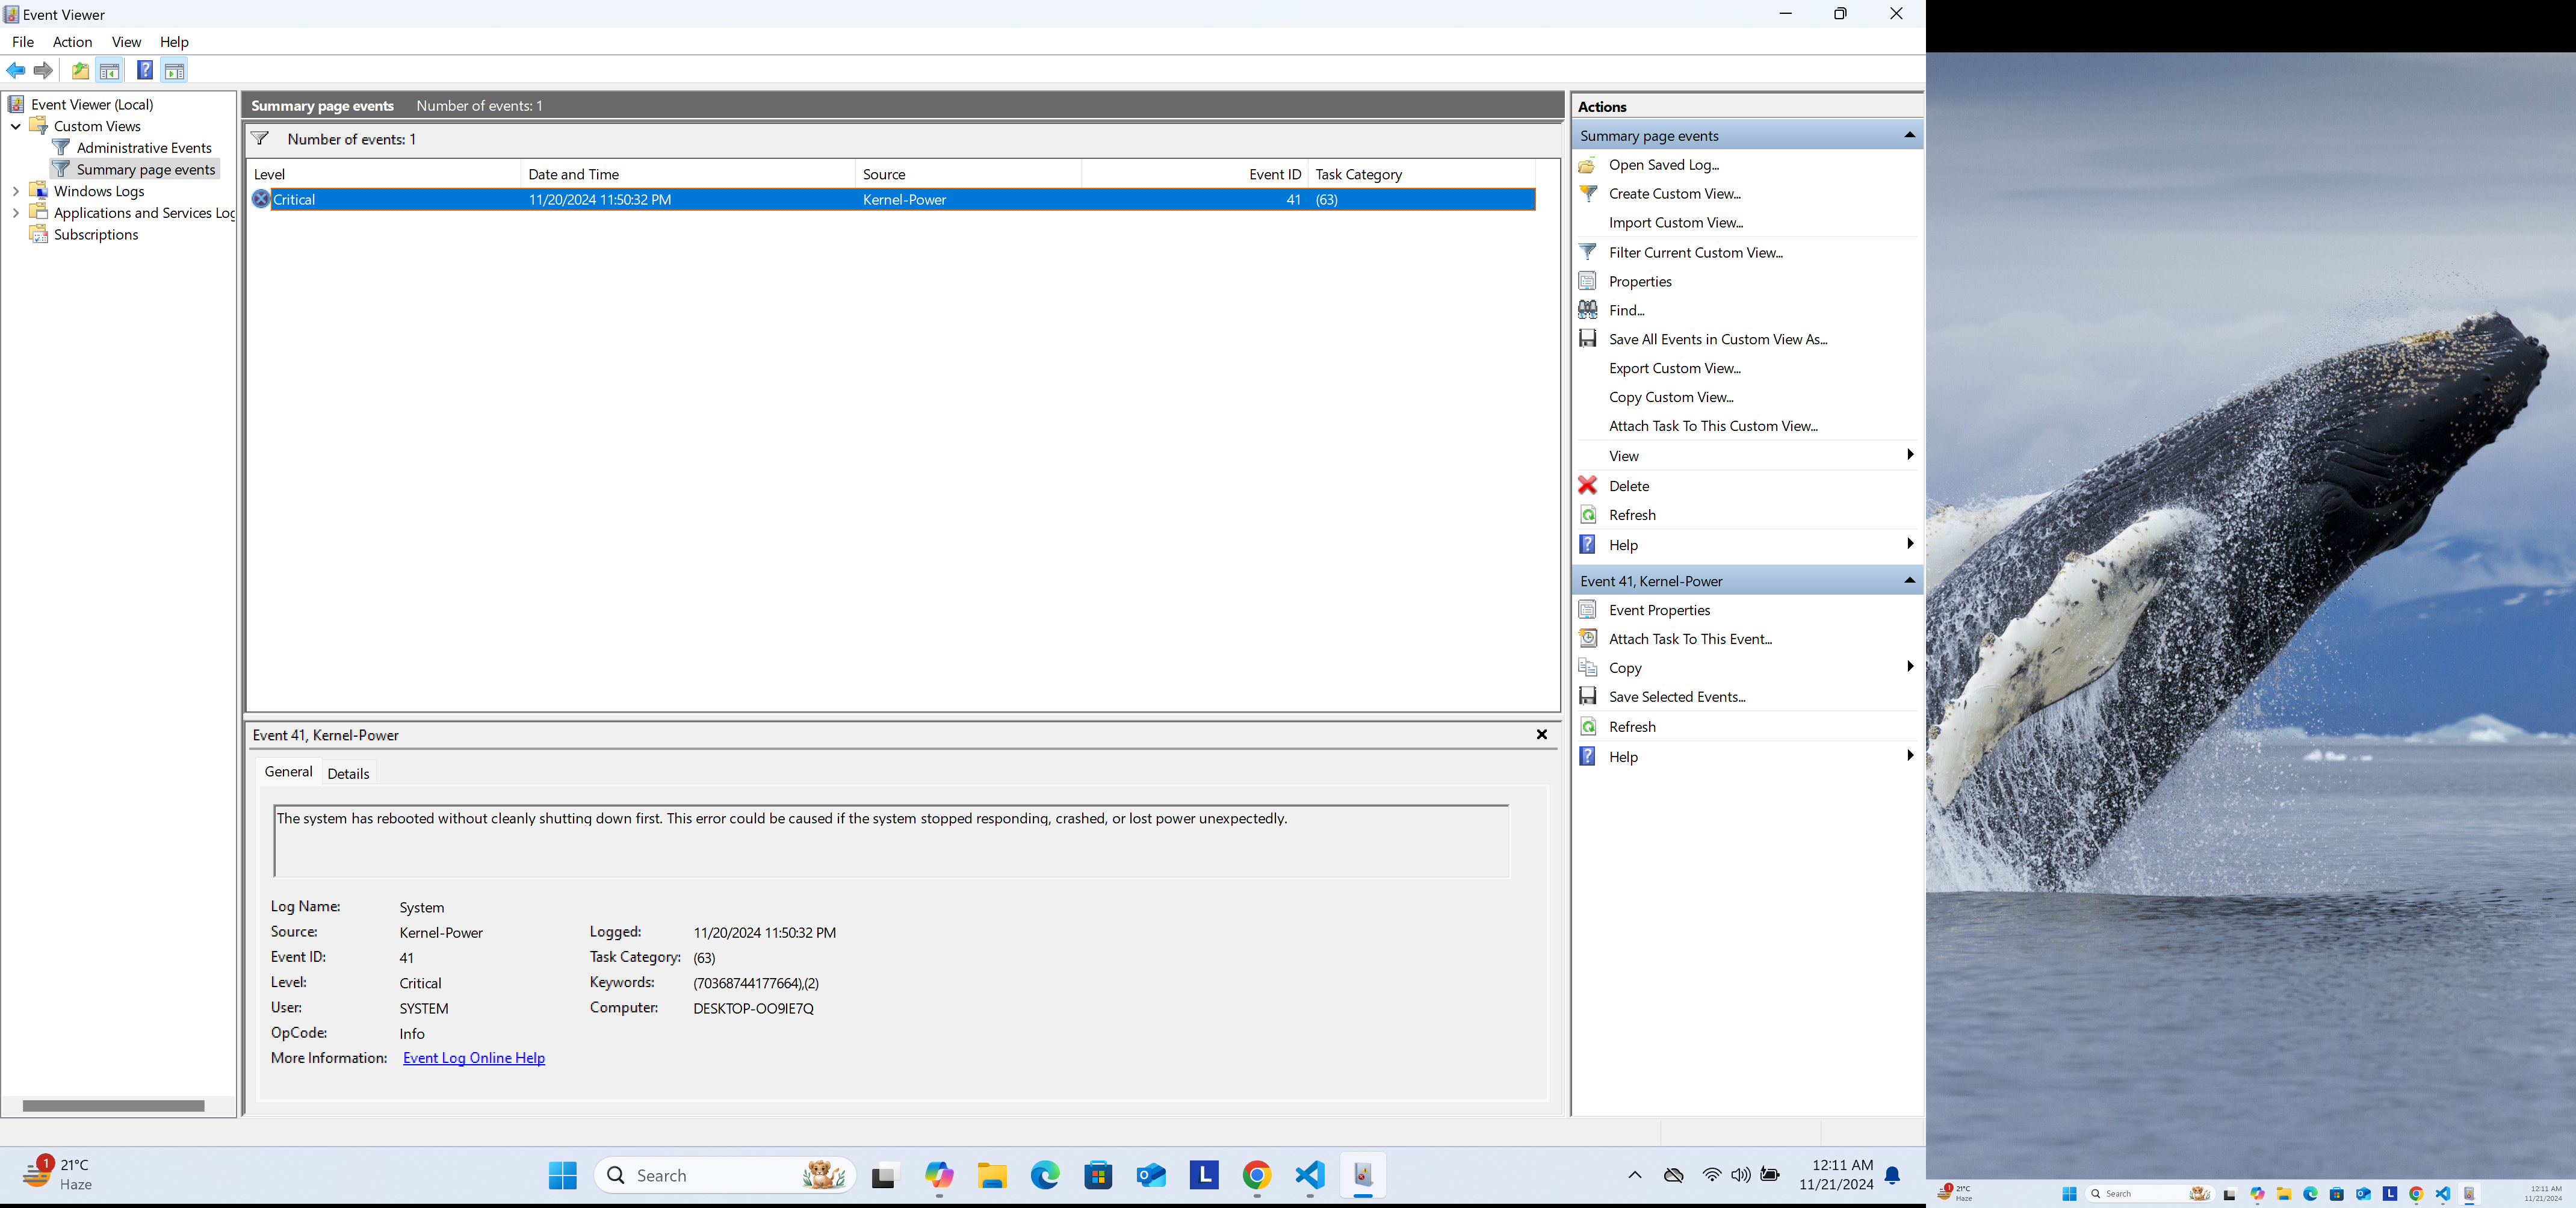 Event Viewer
File Action View Help
Event Viewer (Local)
Custom Views
Administrative Events
Summary page events
Windows Logs
Applications and Services Log
Subscriptions
Summary page events Number of events: 1
Number of events: 1
Level Date and Time Source Event ID Task Category
Critical 11/20/2024 11:50:32 PM Kernel-Power 41 (63)
Event 41, Kernel-Power
General Details
The system has rebooted without cleanly shutting down first. This error could be caused if the system stopped responding, crashed, or lost power unexpectedly.
Log Name: System
Source: Kernel-Power Logged: 11/20/2024 11:50:32 PM
Event ID: 41 Task Category: (63)
Level: Critical Keywords: (70368744177664),(2)
User: SYSTEM Computer: DESKTOP-OO9IE7Q
OpCode: Info
More Information: Event Log Online Help
Actions
Summary page events
Open Saved Log...
Create Custom View...
Import Custom View...
Filter Current Custom View...
Properties
Find...
Save All Events in Custom View As...
Export Custom View...
Copy Custom View...
Attach Task To This Custom View...
View
Delete
Refresh
Help
Event 41, Kernel-Power
Event Properties
Attach Task To This Event...
Copy
Save Selected Events...
Refresh
Help
1
21°C
Haze
Search
L
12:11 AM
11/21/2024
1
21°C
Haze
Search
L
12:11 AM
11/21/2024